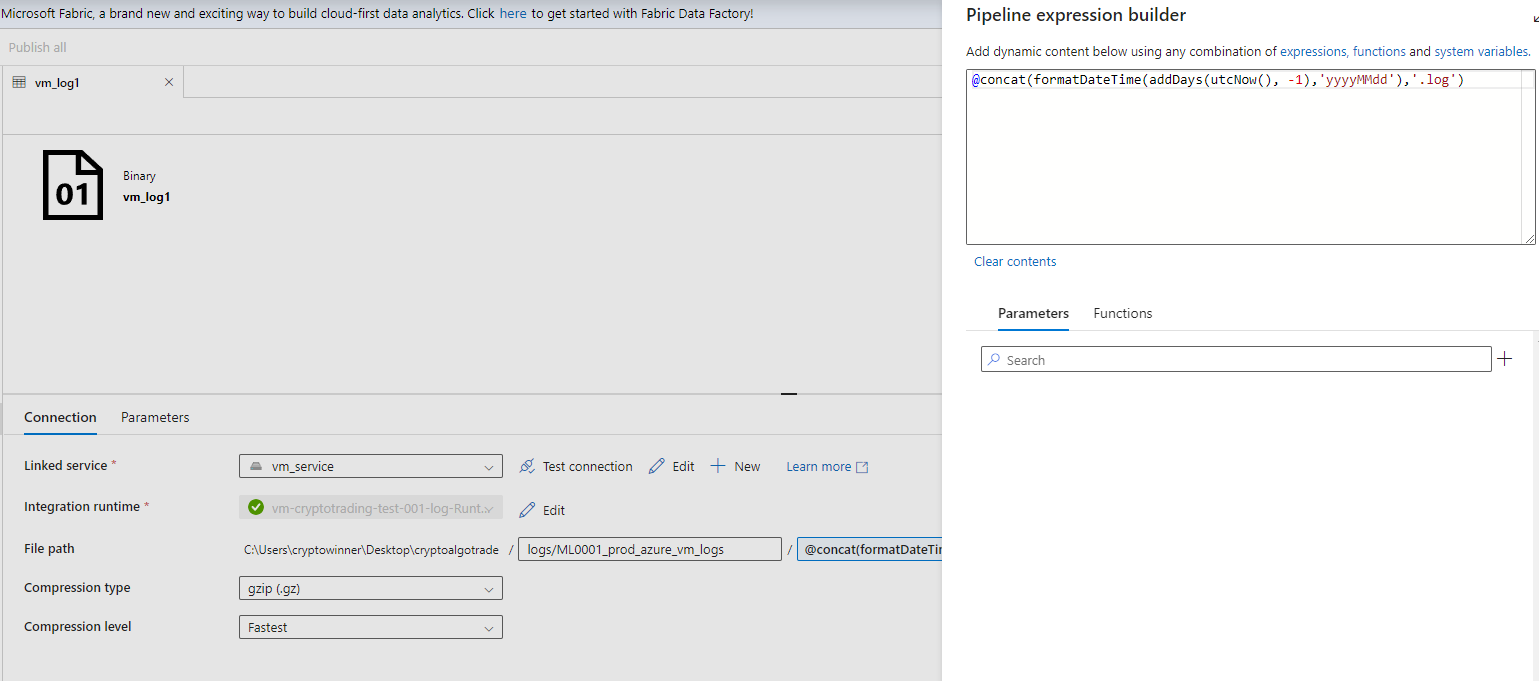 Microsoft Fabric, a brand new and exciting way to build cloud-first data analytics. Click here to get started with Fabric Data Factory!
Publish all
vm_log1
01
Binary
vm_log1
Connection
Parameters
Linked service *
vm_service
Test connection
Edit
New
Learn more
Integration runtime *
vm-cryptotrading-test-001-log-Runt...
Edit
File path
C:\Users\cryptowinner\Desktop\cryptoalgotrade / logs/ML0001_prod_azure_vm_logs / @concat(formatDateTim
Compression type
gzip (.gz)
Compression level
Fastest
Pipeline expression builder
Add dynamic content below using any combination of expressions, functions and system variables.
@concat(formatDateTime(addDays(utcNow(), -1),'yyyyMMdd'),'.log')
Clear contents
Parameters
Functions
Search